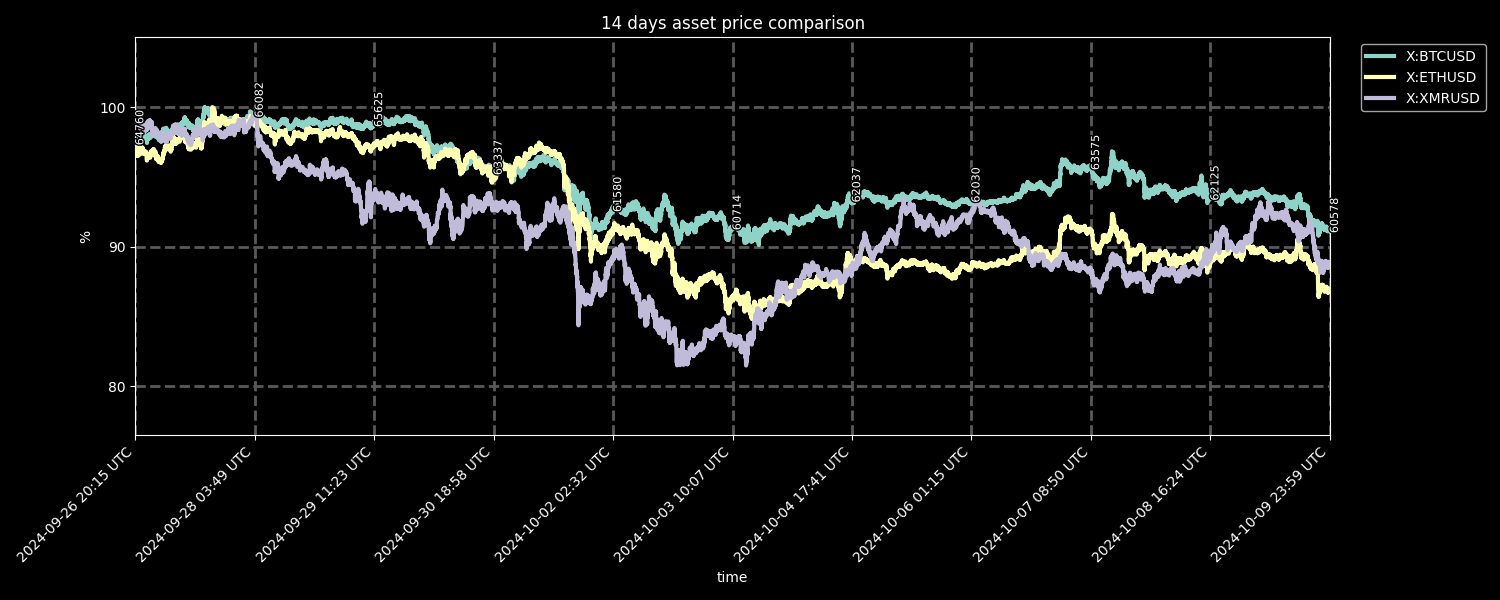 14 days asset price comparison
X:BTCUSD
X:ETHUSD
X:XMRUSD
100
90
80
%
64760
66082
65625
63337
61580
60714
62037
62030
63575
62125
60578
2024-09-26 20:15 UTC
2024-09-28 03:49 UTC
2024-09-29 11:23 UTC
2024-09-30 18:58 UTC
2024-10-02 02:32 UTC
2024-10-03 10:07 UTC
2024-10-04 17:41 UTC
2024-10-06 01:15 UTC
2024-10-07 08:50 UTC
2024-10-08 16:24 UTC
2024-10-09 23:59 UTC
time